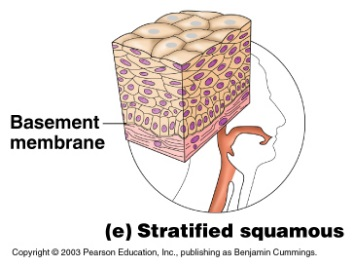 Basement
membrane
(e) Stratified squamous
Copyright © 2003 Pearson Education, Inc., publishing as Benjamin Cummings.